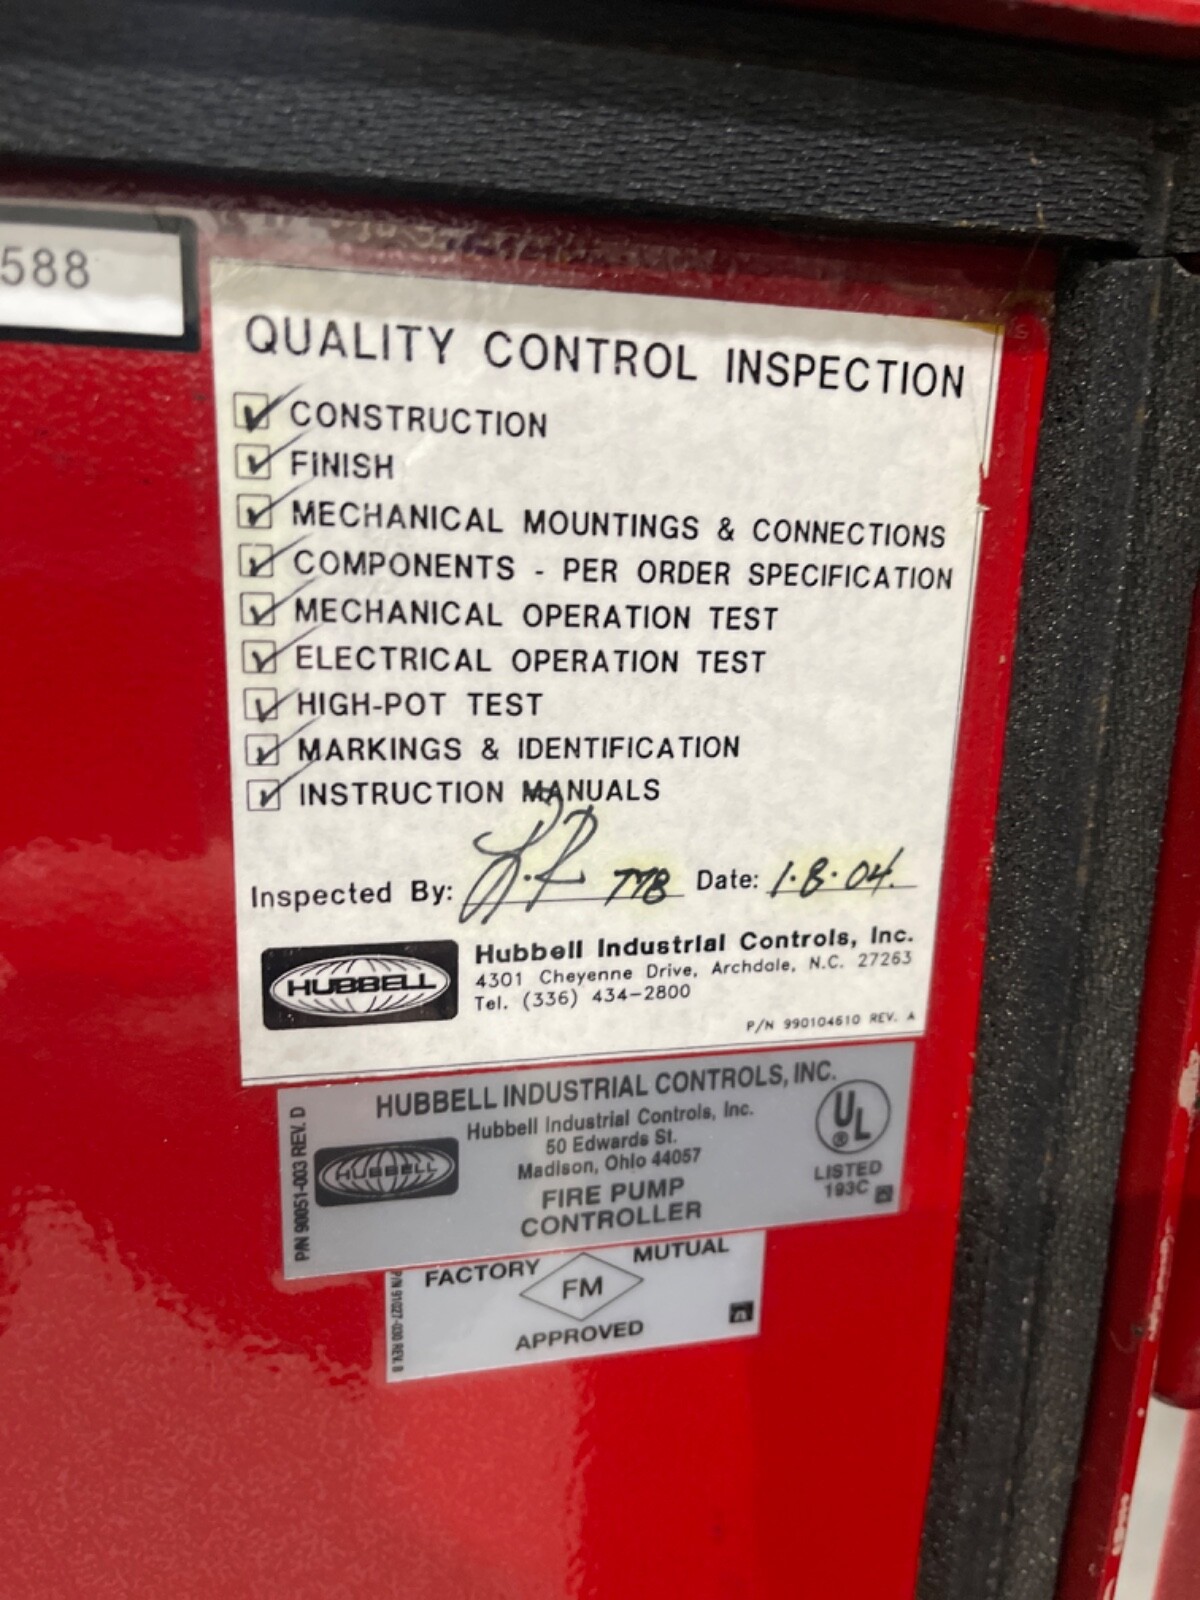 588
QUALITY CONTROL INSPECTION
CONSTRUCTION
FINISH
MECHANICAL MOUNTINGS & CONNECTIONS
COMPONENTS - PER ORDER SPECIFICATION
MECHANICAL OPERATION TEST
ELECTRICAL OPERATION TEST
HIGH-POT TEST
MARKINGS & IDENTIFICATION
INSTRUCTION MANUALS
Inspected By: Date: 1·8·04.
HUBBELL
Hubbell Industrial Controls, Inc.
4301 Cheyenne Drive, Archdale, N.C. 27263
Tel. (336) 434-2800
P/N 990104610 REV. A
HUBBELL INDUSTRIAL CONTROLS, INC.
Hubbell Industrial Controls, Inc.
50 Edwards St.
Madison, Ohio 44057
FIRE PUMP
CONTROLLER
HUBBELL
P/N 90051-003 REV. D
UL
®
LISTED
193C
FACTORY MUTUAL
FM
APPROVED
P/N 91027-030 REV. B